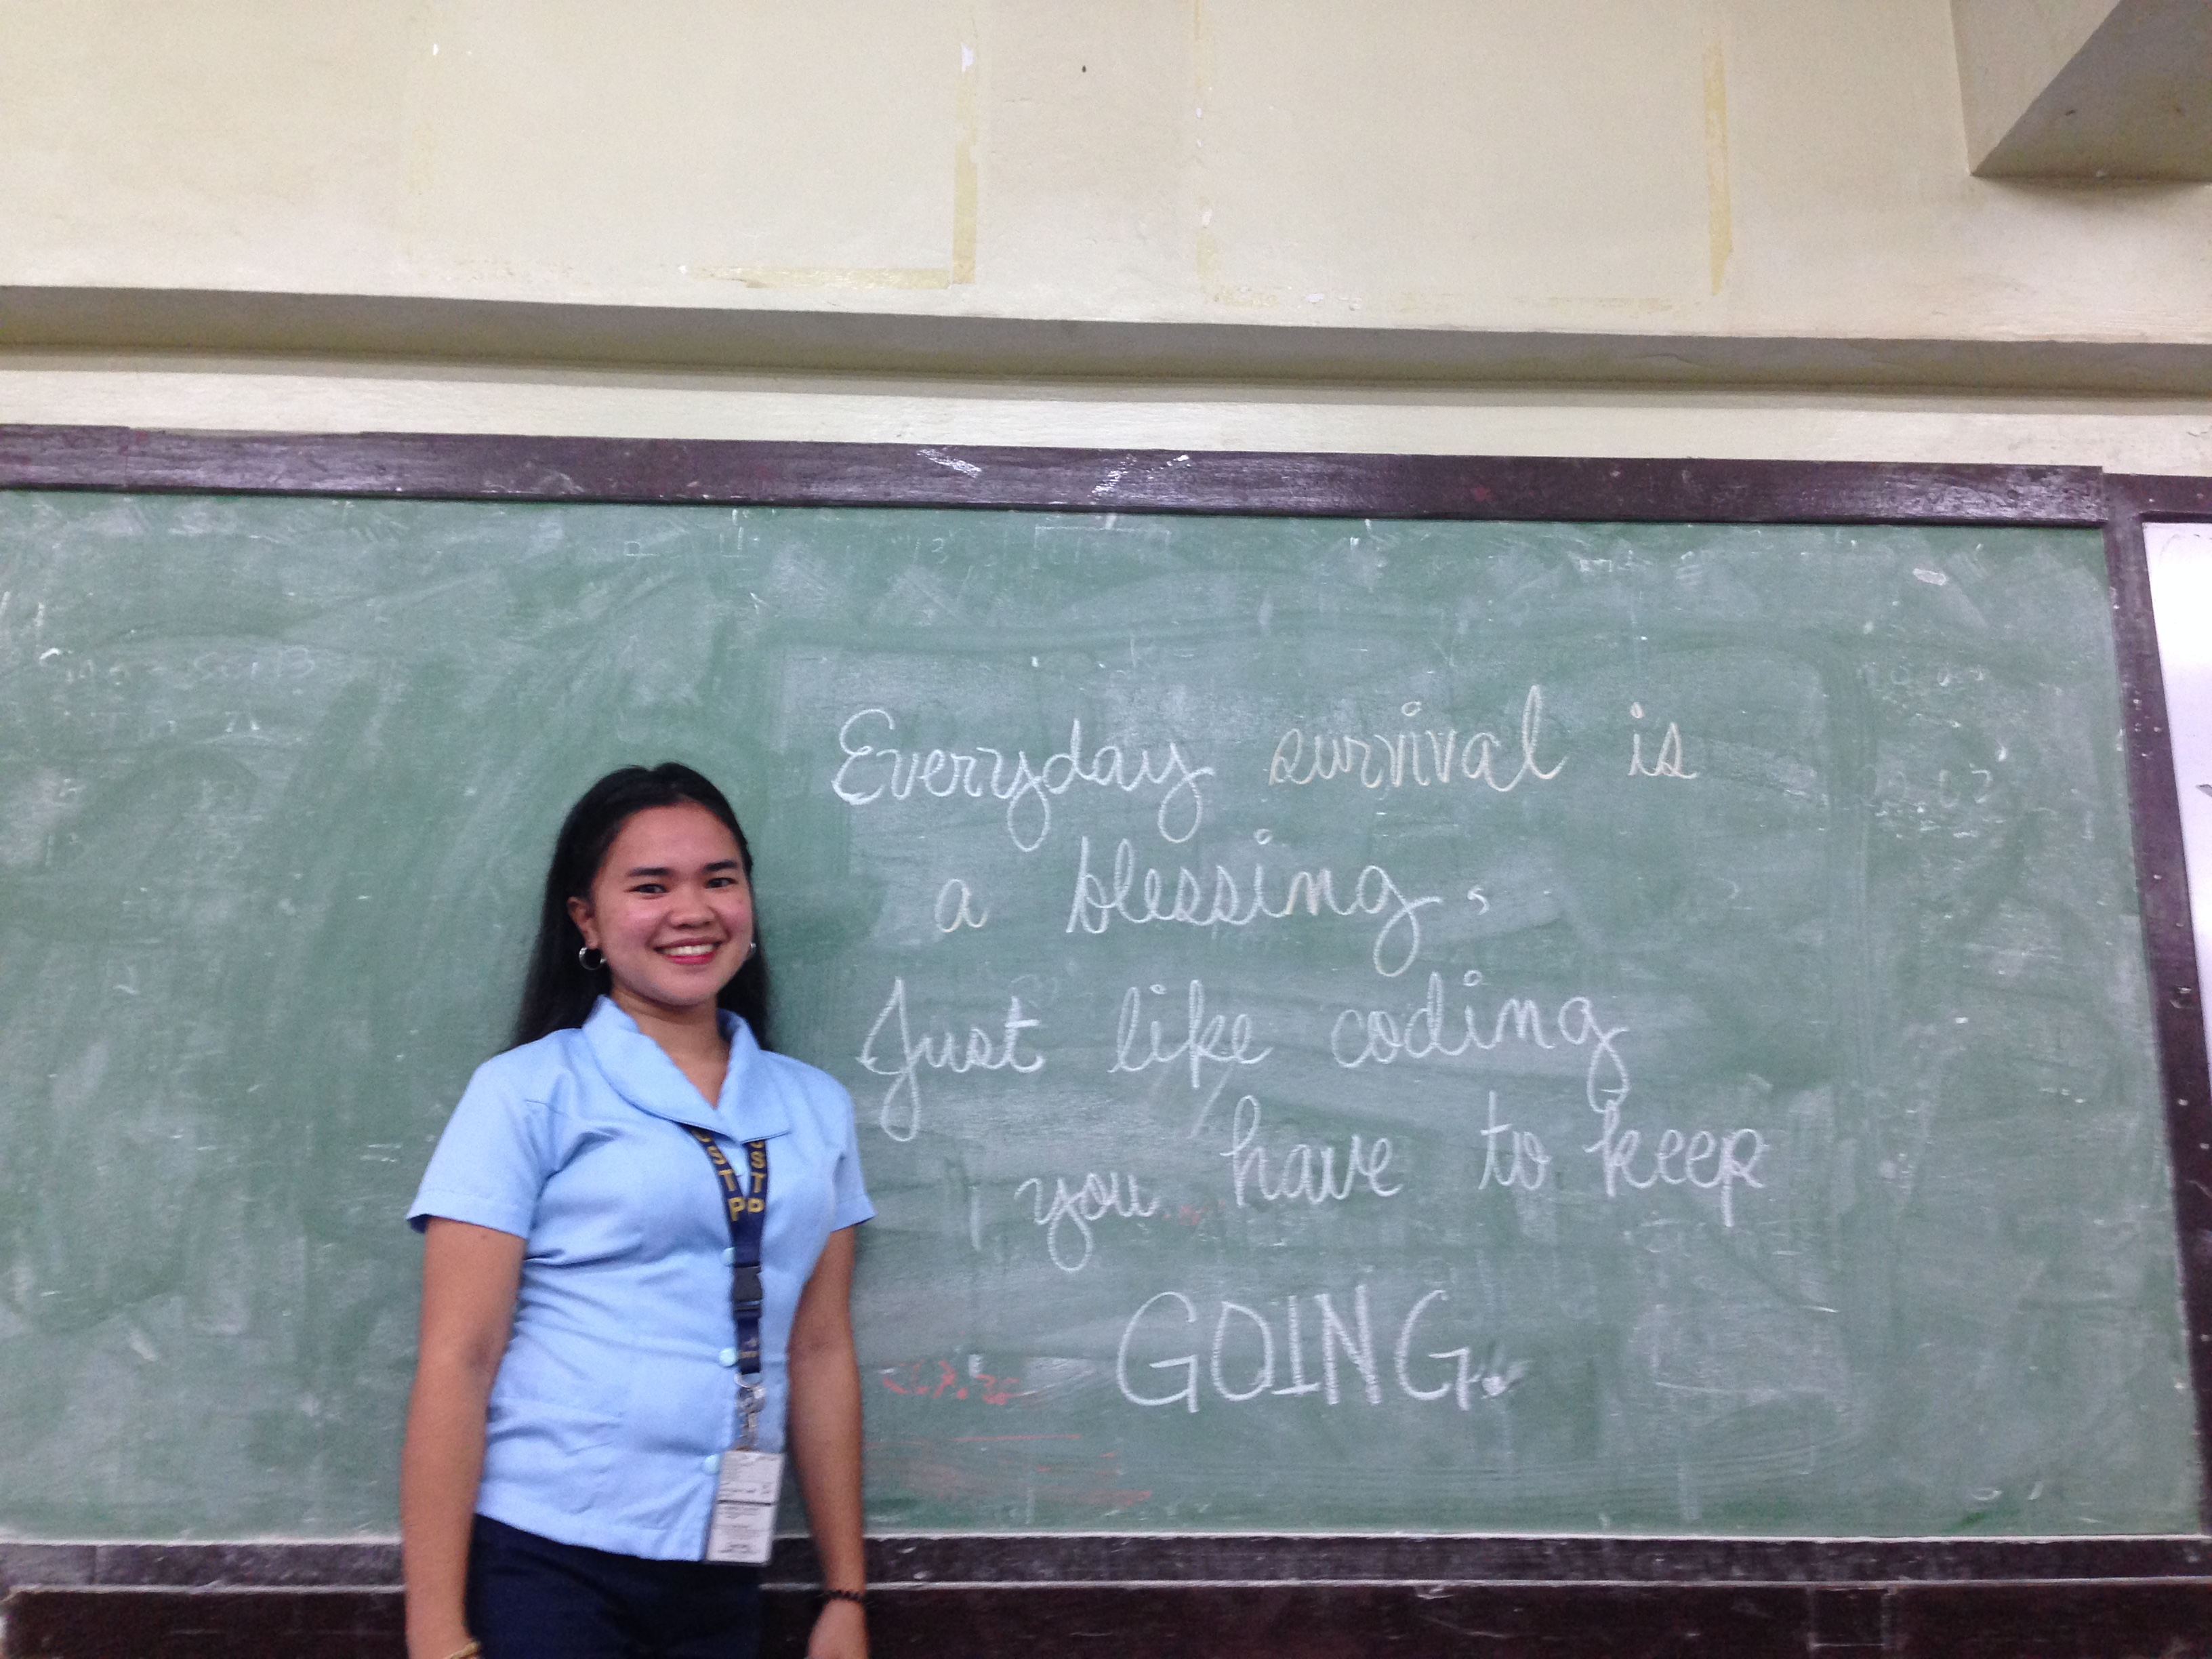 Everyday survival is
a blessing,
Just like coding
you have to keep
GOING.
USTP
USTP